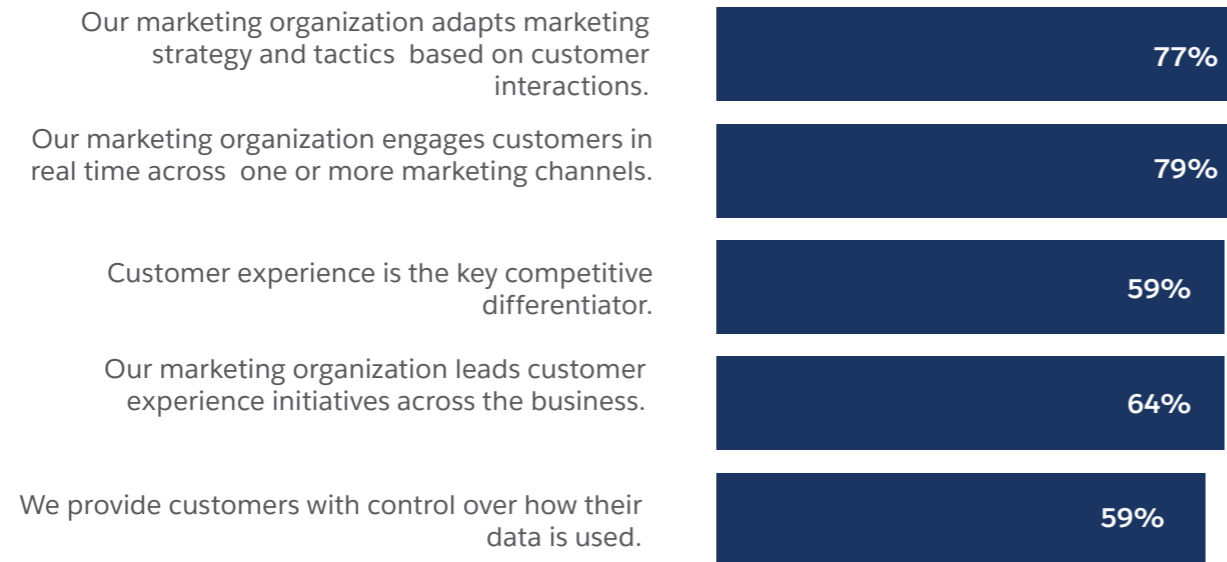 Our marketing organization adapts marketing
strategy and tactics based on customer
interactions.
77%
Our marketing organization engages customers in
real time across one or more marketing channels.
79%
Customer experience is the key competitive
differentiator.
59%
Our marketing organization leads customer
experience initiatives across the business.
64%
We provide customers with control over how their
data is used.
59%